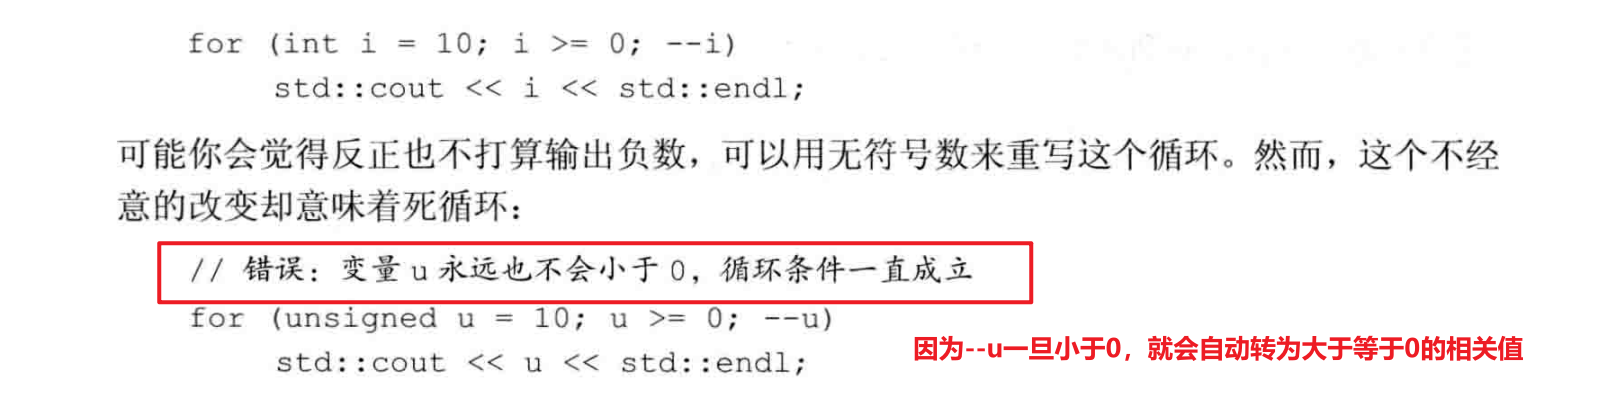 for (int i = 10; i >= 0; --i)
std::cout << i << std::endl;
可能你会觉得反正也不打算输出负数，可以用无符号数来重写这个循环。然而，这个不经
意的改变却意味着死循环：
// 错误：变量 u 永远也不会小于 0，循环条件一直成立
for (unsigned u = 10; u >= 0; --u)
std::cout << u << std::endl;
因为--u一旦小于0，就会自动转为大于等于0的相关值